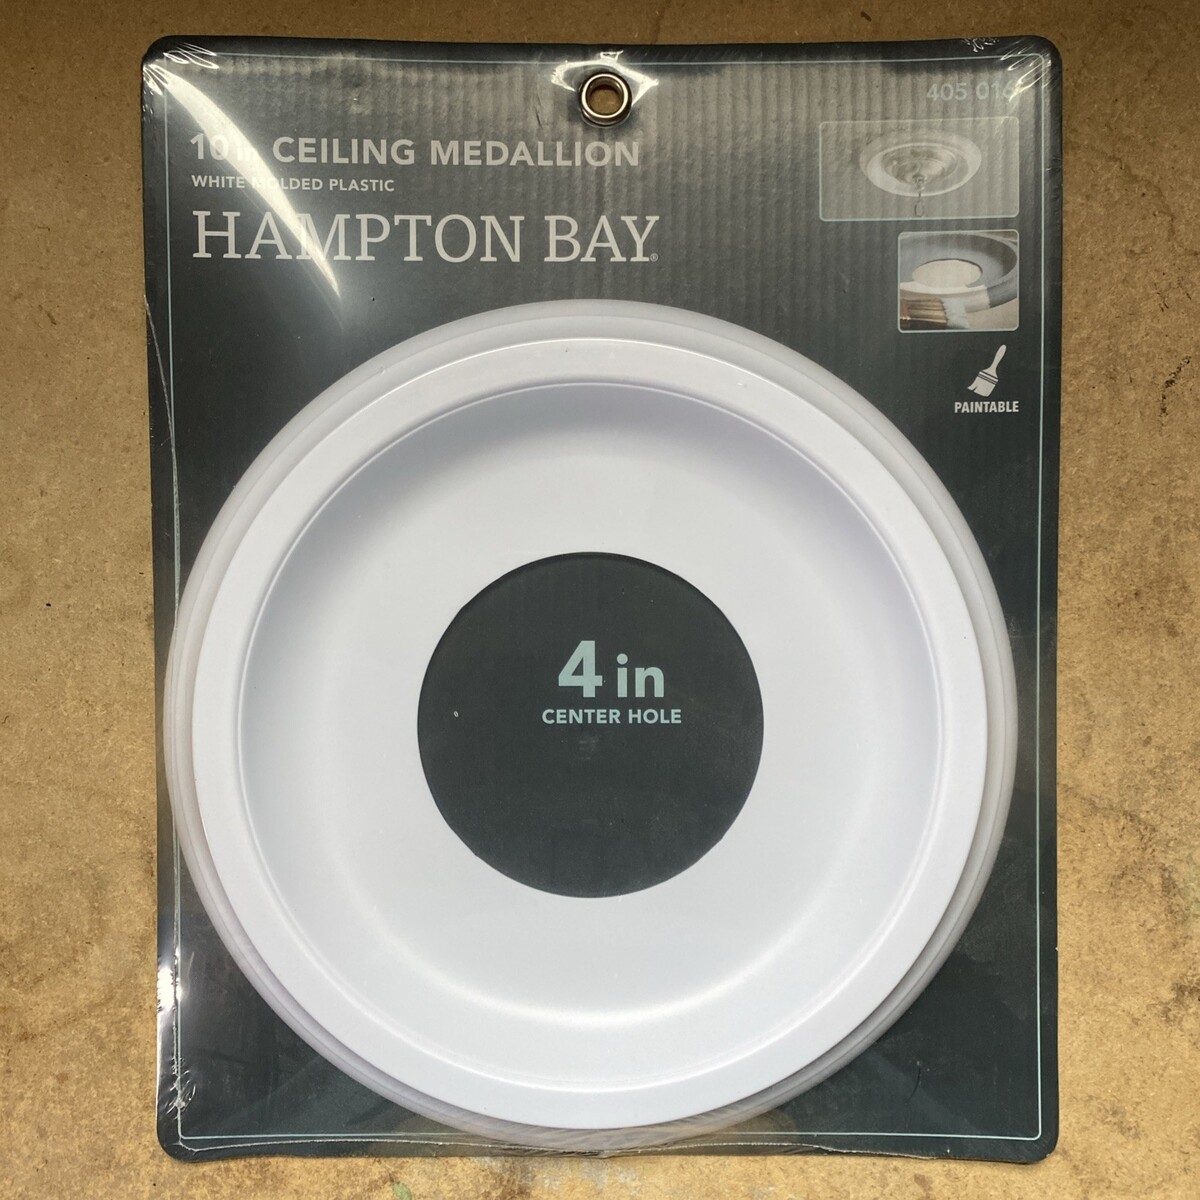 405 016
10 in CEILING MEDALLION
WHITE MOLDED PLASTIC
HAMPTON BAY®
PAINTABLE
4 in
CENTER HOLE